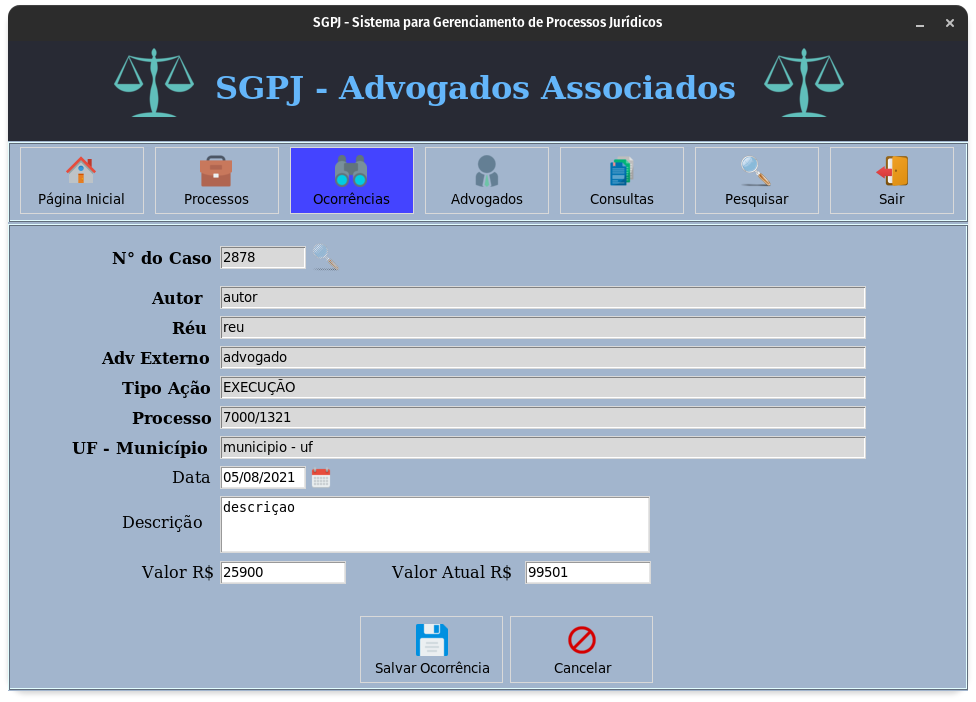 SGPJ - Sistema para Gerenciamento de Processos Jurídicos
SGPJ - Advogados Associados
Página Inicial Processos Ocorrências Advogados Consultas Pesquisar Sair
N° do Caso 2878
Autor autor
Réu reu
Adv Externo advogado
Tipo Ação EXECUÇÃO
Processo 7000/1321
UF - Município municipio - uf
Data 05/08/2021
Descrição descriçao
Valor R$ 25900 Valor Atual R$ 99501
Salvar Ocorrência Cancelar